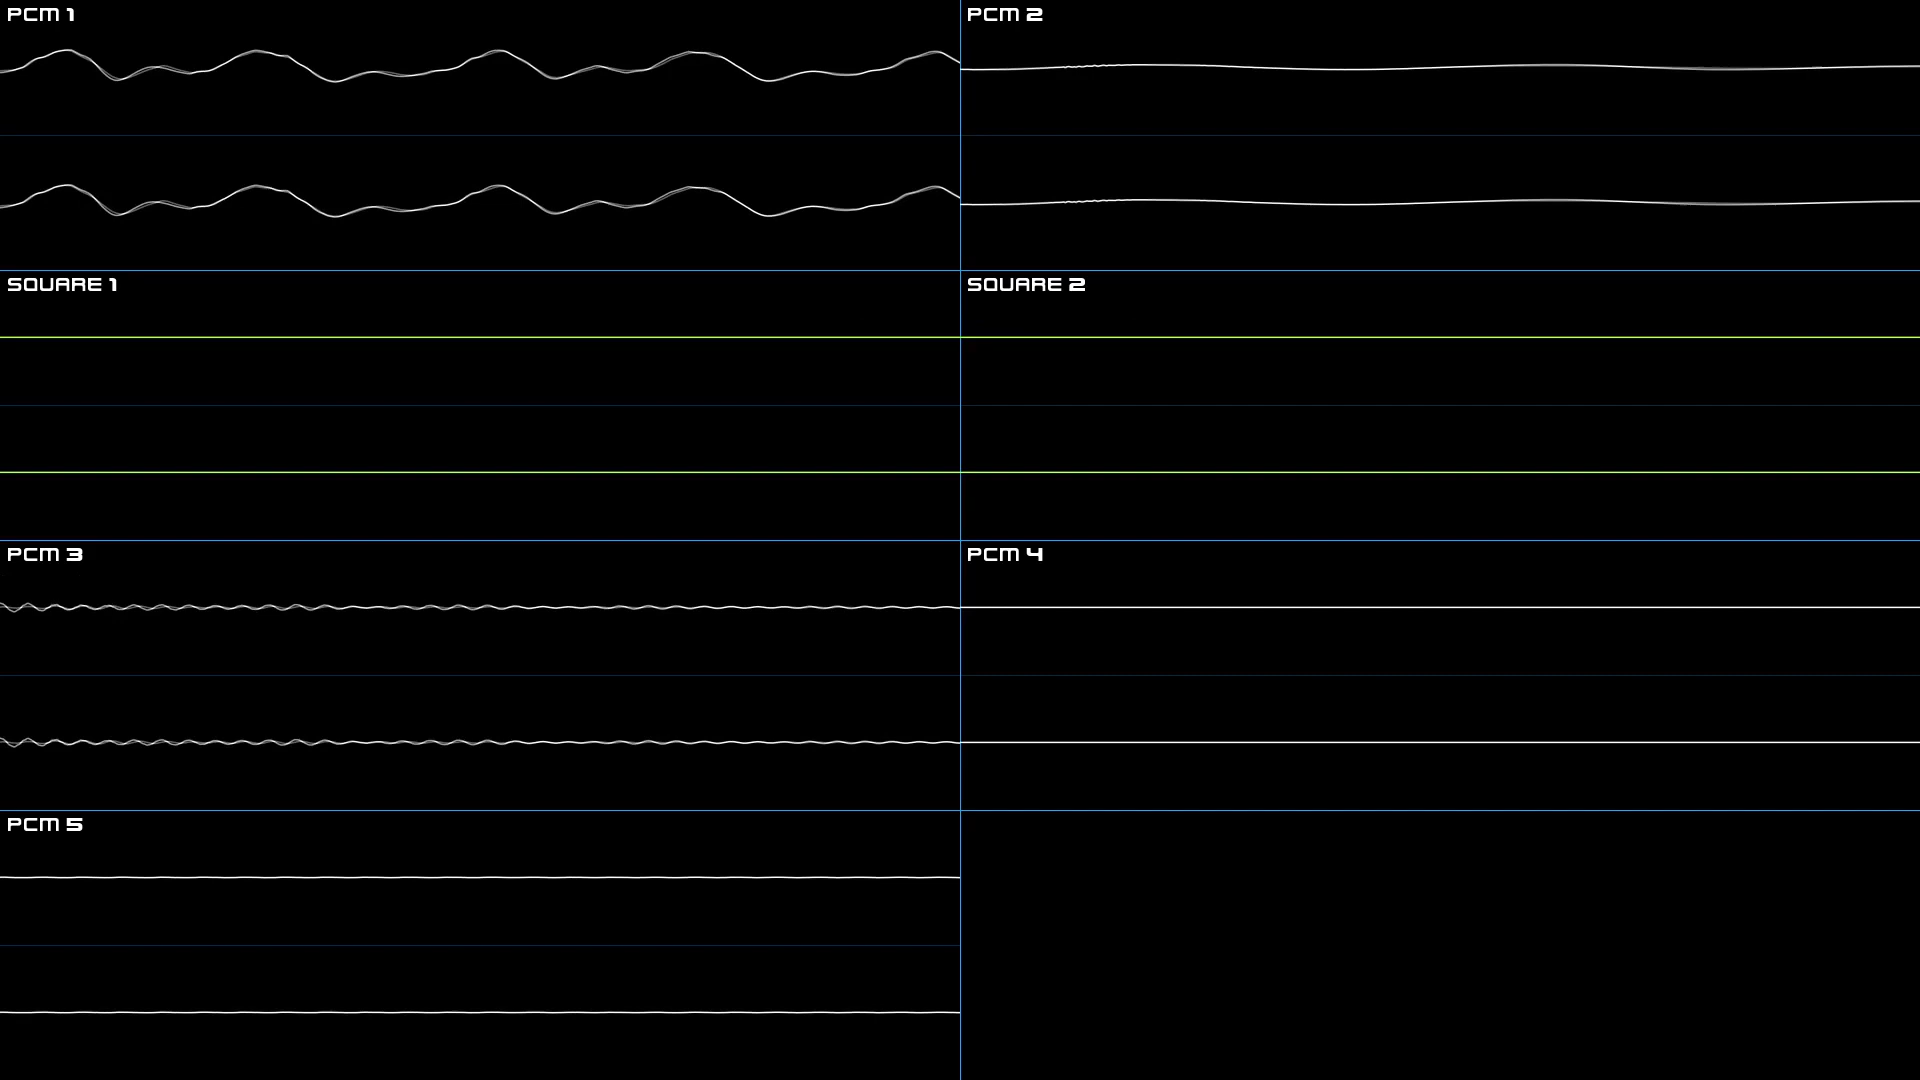 PCM 1
PCM 2
SQUARE 1
SQUARE 2
PCM 3
PCM 4
PCM 5